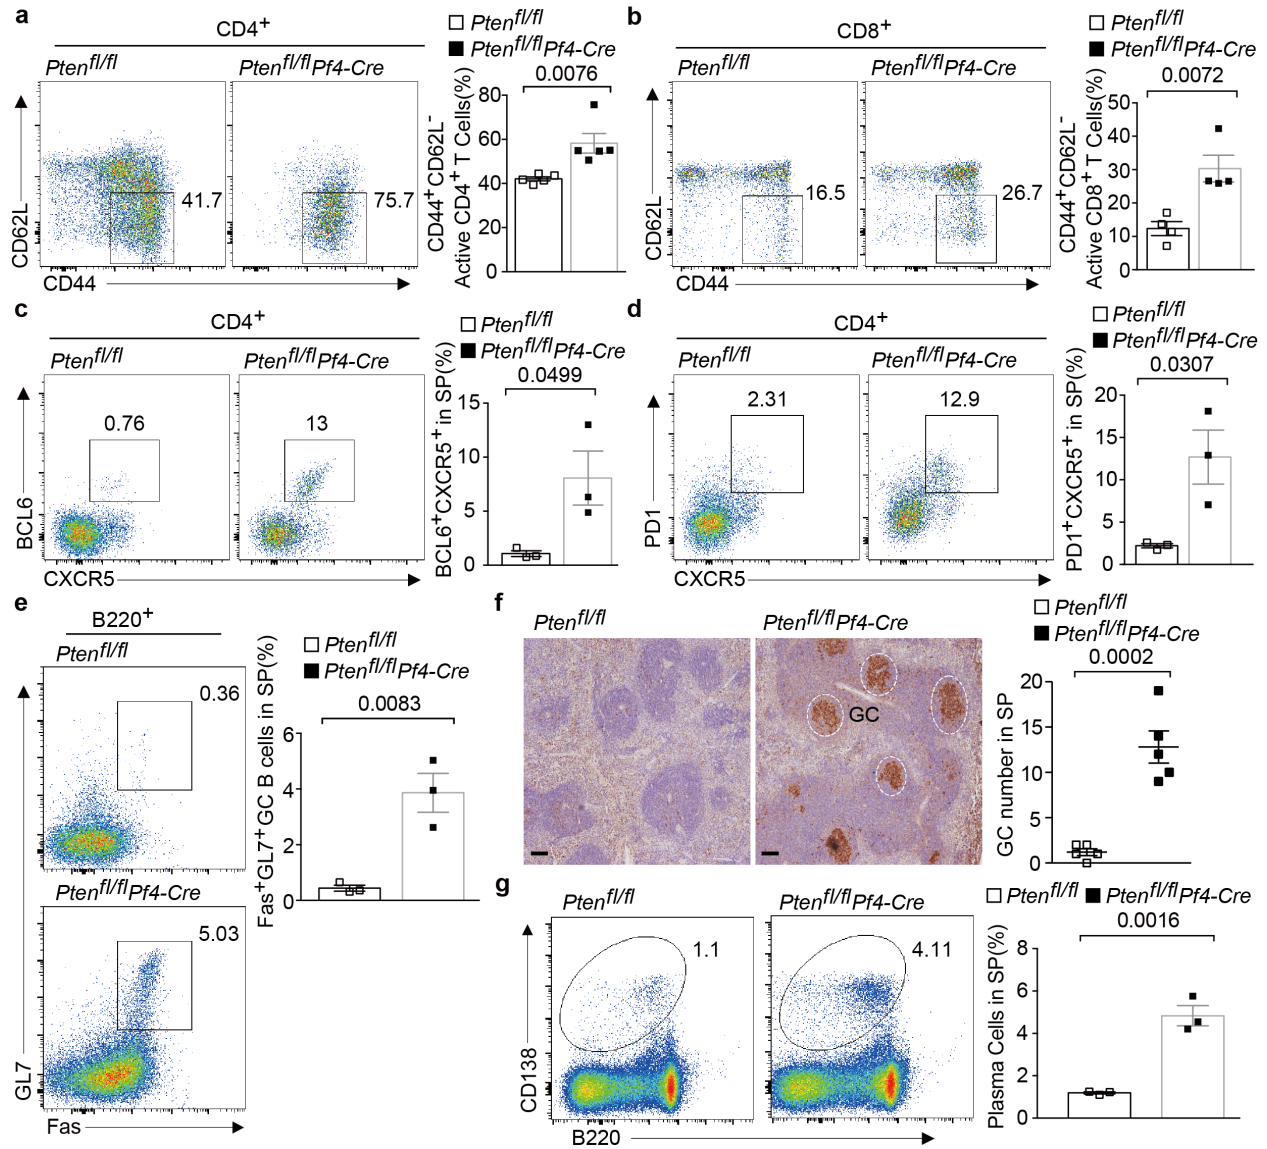 a
CD4+
Ptenfl/fl
Ptenfl/flPf4-Cre
CD62L
CD44
41.7
75.7
Ptenfl/fl
Ptenfl/flPf4-Cre
0.0076
CD44+CD62L-
Active CD4+T Cells(%)
80
60
40
20
0
b
CD8+
Ptenfl/fl
Ptenfl/flPf4-Cre
CD62L
CD44
16.5
26.7
Ptenfl/fl
Ptenfl/flPf4-Cre
0.0072
CD44+CD62L-
Active CD8+T Cells(%)
50
40
30
20
10
0
c
CD4+
Ptenfl/fl
Ptenfl/flPf4-Cre
0.76
13
BCL6
CXCR5
Ptenfl/fl
Ptenfl/flPf4-Cre
0.0499
BCL6+CXCR5+ in SP(%)
15
10
5
0
d
CD4+
Ptenfl/fl
Ptenfl/flPf4-Cre
2.31
12.9
PD1
CXCR5
Ptenfl/fl
Ptenfl/flPf4-Cre
0.0307
PD1+CXCR5+ in SP(%)
20
15
10
5
0
e
B220+
Ptenfl/fl
0.36
Ptenfl/flPf4-Cre
5.03
GL7
Fas
Ptenfl/fl
Ptenfl/flPf4-Cre
0.0083
Fas+GL7+GC B cells in SP(%)
6
4
2
0
f
Ptenfl/fl
Ptenfl/flPf4-Cre
GC
Ptenfl/fl
Ptenfl/flPf4-Cre
0.0002
GC number in SP
20
15
10
5
0
g
Ptenfl/fl
Ptenfl/flPf4-Cre
1.1
4.11
CD138
B220
Ptenfl/fl
Ptenfl/flPf4-Cre
0.0016
Plasma Cells in SP(%)
8
6
4
2
0